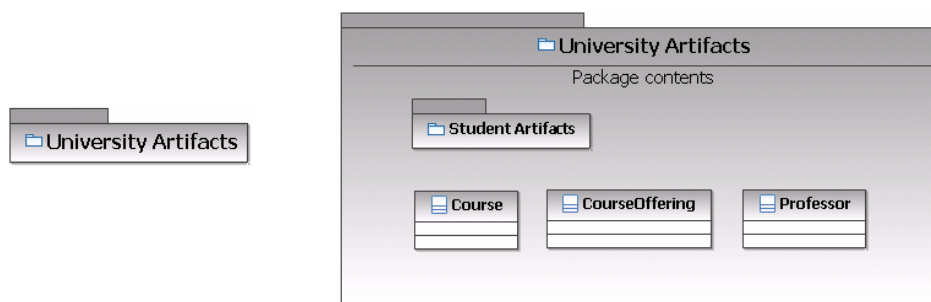 University Artifacts
University Artifacts
Package contents
Student Artifacts
Course
CourseOffering
Professor